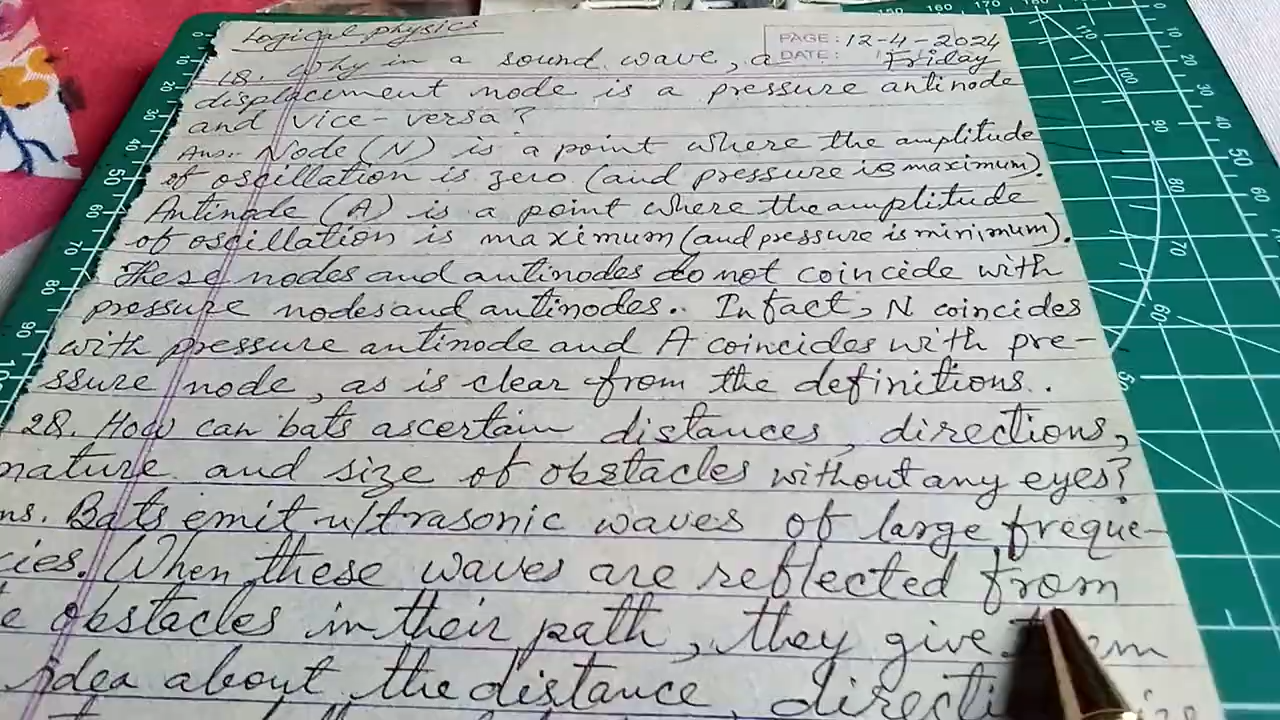 Logical physics
PAGE: 12-4-2024
DATE: Friday
18. Why in a sound wave, a
displacement node is a pressure antinode
and vice-versa?
Ans. Node (N) is a point where the amplitude
of oscillation is zero (and pressure is maximum).
Antinode (A) is a point where the amplitude
of oscillation is maximum (and pressure is minimum).
These nodes and antinodes do not coincide with
pressure nodes and antinodes.. In fact, N coincides
with pressure antinode and A coincides with pre-
ssure node, as is clear from the definitions..
28. How can bats ascertain distances, directions,
nature and size of obstacles without any eyes?
ns. Bats emit ultrasonic waves of large freque-
cies. When these waves are reflected from
e obstacles in their path, they give
idea about the distance,